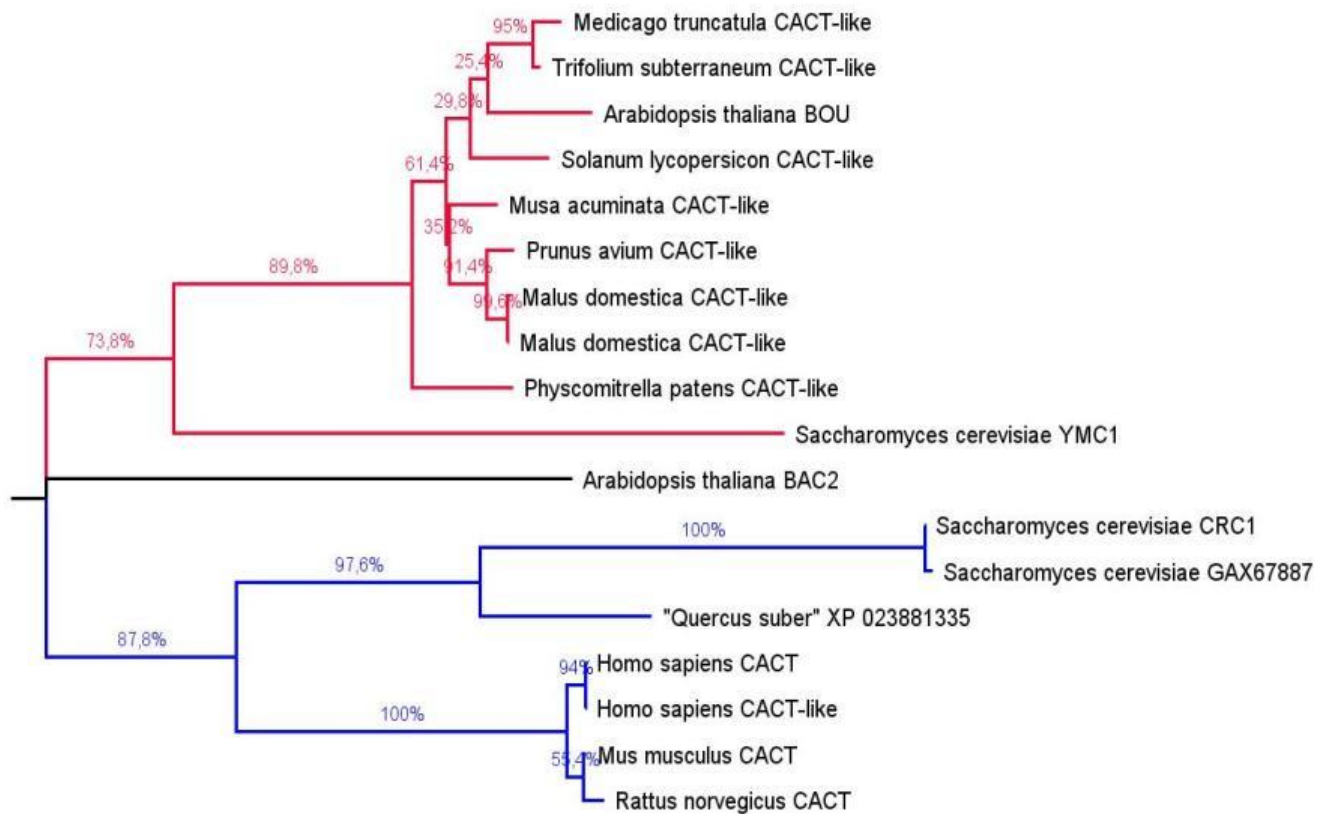 95%
Medicago truncatula CACT-like
25,4%
Trifolium subterraneum CACT-like
29,8%
Arabidopsis thaliana BOU
61,4%
Solanum lycopersicon CACT-like
Musa acuminata CACT-like
35,2%
Prunus avium CACT-like
89,8%
91,4%
99,6%
Malus domestica CACT-like
73,8%
Malus domestica CACT-like
Physcomitrella patens CACT-like
Saccharomyces cerevisiae YMC1
Arabidopsis thaliana BAC2
100%
Saccharomyces cerevisiae CRC1
97,6%
Saccharomyces cerevisiae GAX67887
"Quercus suber" XP 023881335
87,8%
94%
Homo sapiens CACT
100%
Homo sapiens CACT-like
55,4%
Mus musculus CACT
Rattus norvegicus CACT